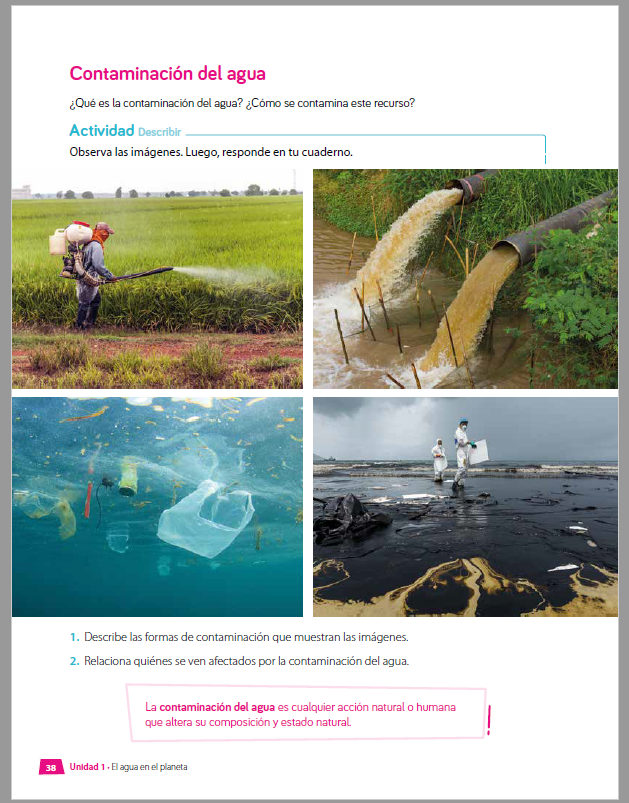 Contaminación del agua
¿Qué es la contaminación del agua? ¿Cómo se contamina este recurso?
Actividad Describir
Observa las imágenes. Luego, responde en tu cuaderno.
1. Describe las formas de contaminación que muestran las imágenes.
2. Relaciona quiénes se ven afectados por la contaminación del agua.
La contaminación del agua es cualquier acción natural o humana
que altera su composición y estado natural.
38 Unidad 1 • El agua en el planeta